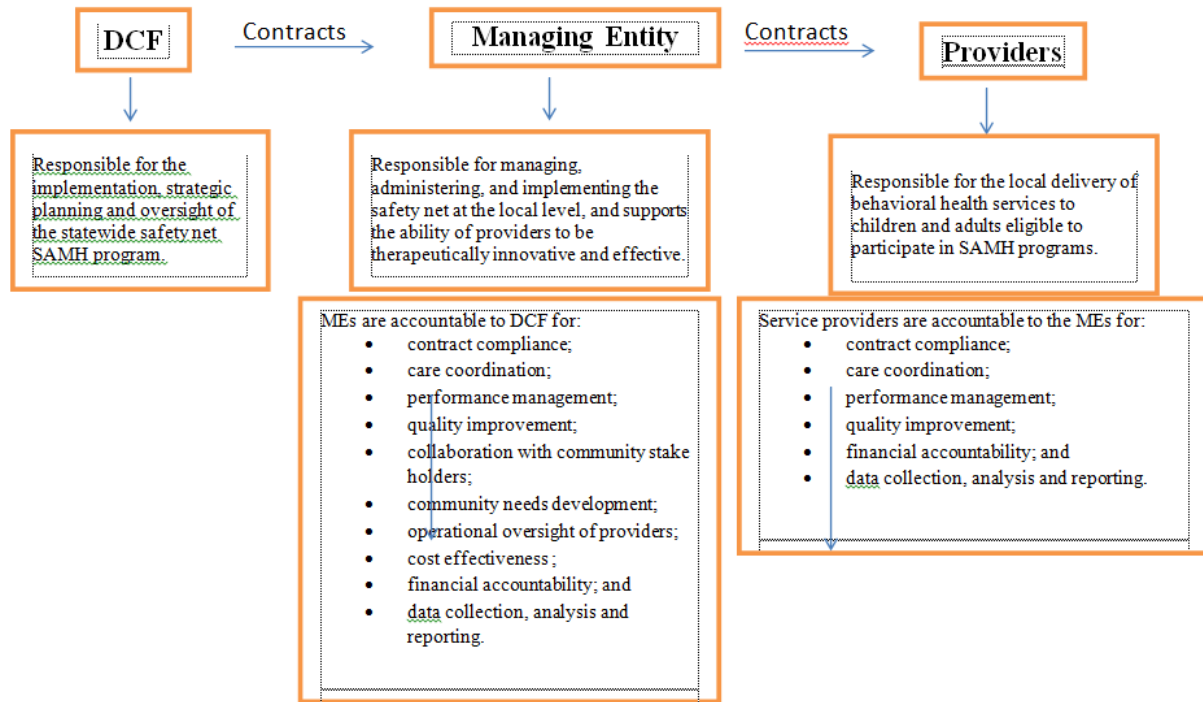 DCF
Contracts
Managing Entity
Contracts
Providers
Responsible for the
implementation, strategic
planning and oversight of
the statewide safety net
SAMH program.
Responsible for managing,
administering, and implementing the
safety net at the local level, and supports
the ability of providers to be
therapeutically innovative and effective.
Responsible for the local delivery of
behavioral health services to
children and adults eligible to
participate in SAMH programs.
MEs are accountable to DCF for:
• contract compliance;
• care coordination;
• performance management;
• quality improvement;
• collaboration with community stake
holders;
• community needs development;
• operational oversight of providers;
• cost effectiveness ;
• financial accountability; and
• data collection, analysis and
reporting.
Service providers are accountable to the MEs for:
• contract compliance;
• care coordination;
• performance management;
• quality improvement;
• financial accountability; and
• data collection, analysis and reporting.